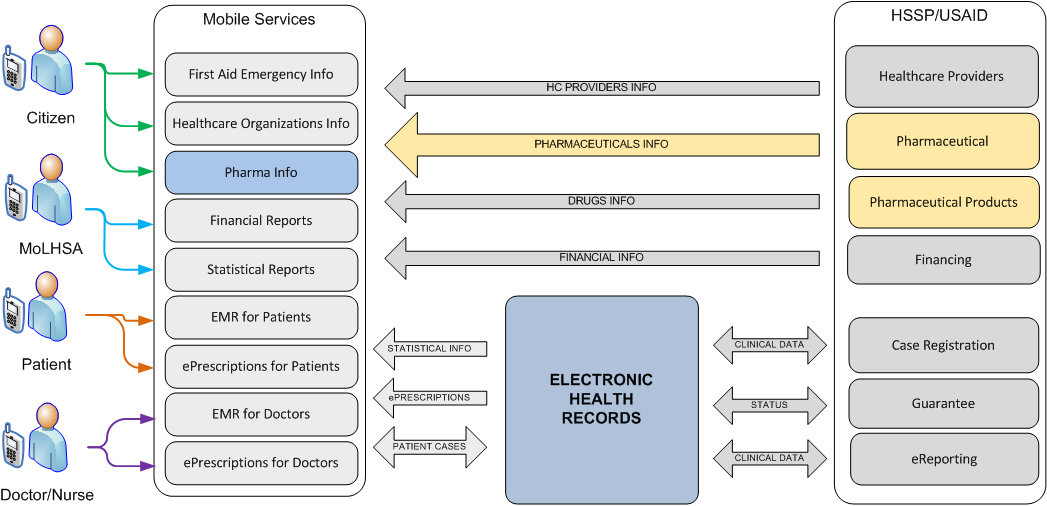 Mobile Services
HSSP/USAID
Citizen
MoLHSA
Patient
Doctor/Nurse
First Aid Emergency Info
Healthcare Organizations Info
Pharma Info
Financial Reports
Statistical Reports
EMR for Patients
ePrescriptions for Patients
EMR for Doctors
ePrescriptions for Doctors
HC PROVIDERS INFO
PHARMACEUTICALS INFO
DRUGS INFO
FINANCIAL INFO
STATISTICAL INFO
ePRESCRIPTIONS
PATIENT CASES
ELECTRONIC
HEALTH
RECORDS
CLINICAL DATA
STATUS
CLINICAL DATA
Healthcare Providers
Pharmaceutical
Pharmaceutical Products
Financing
Case Registration
Guarantee
eReporting